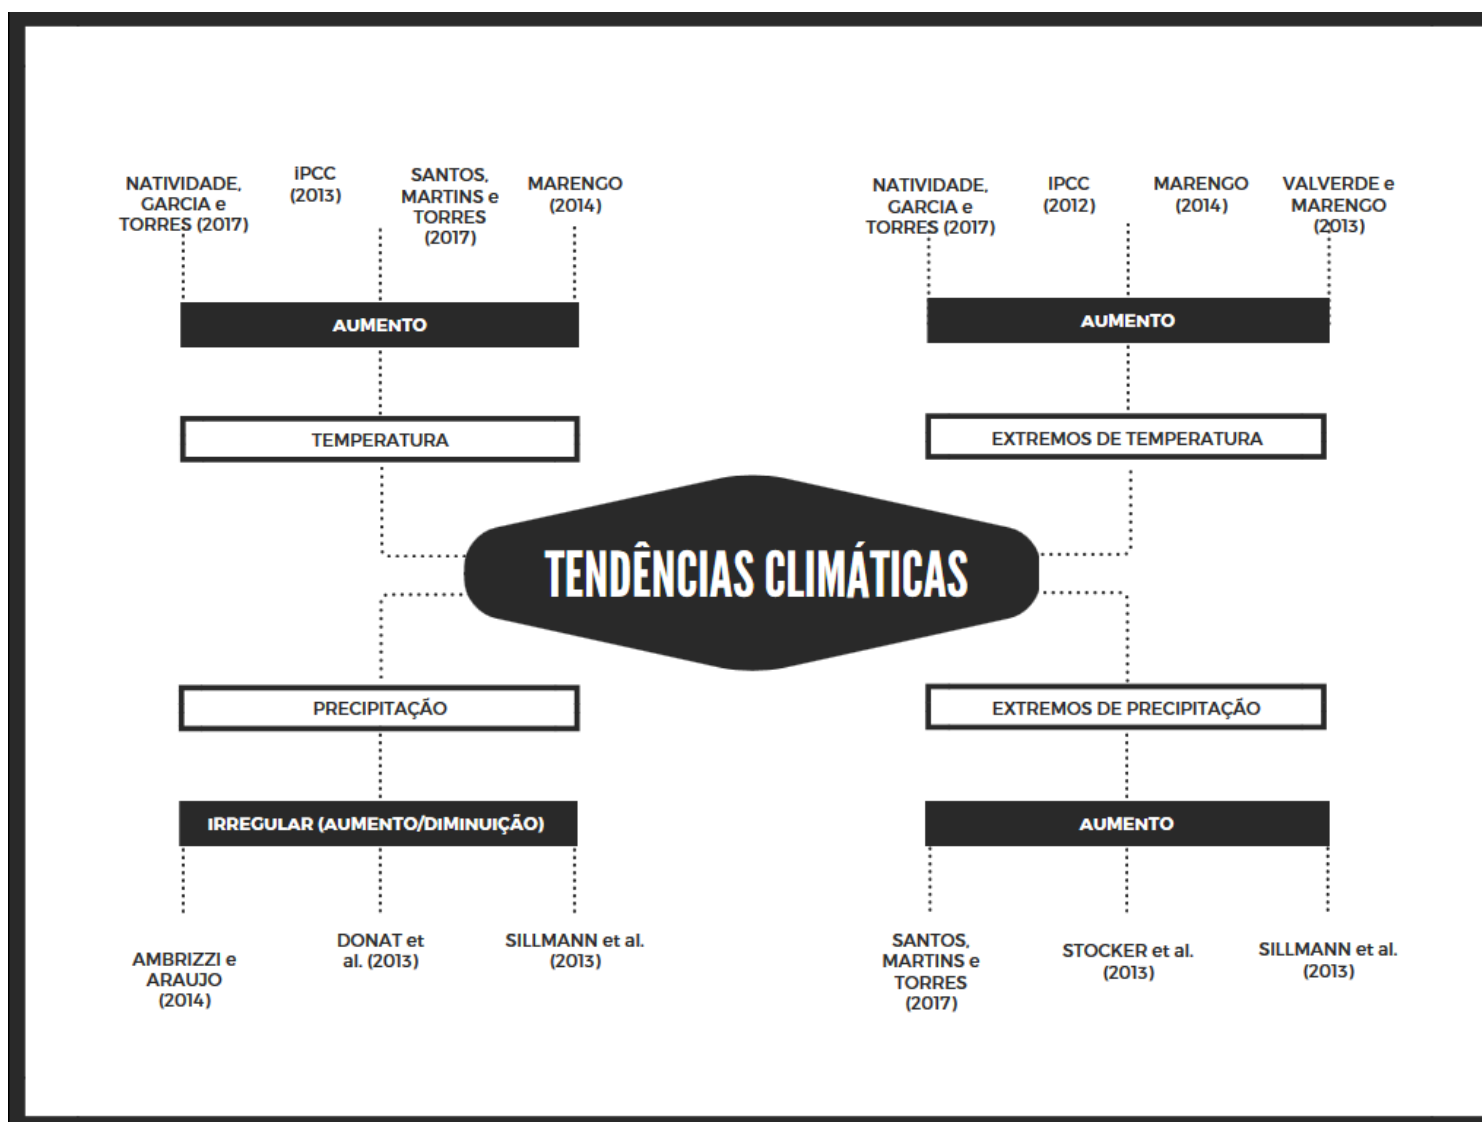 NATIVIDADE,
GARCIA e
TORRES (2017)
iPCC
(2013)
SANTOS,
MARTINS e
TORRES
(2017)
MARENGO
(2014)
NATIVIDADE,
GARCIA e
TORRES (2017)
IPCC
(2012)
MARENGO
(2014)
VALVERDE e
MARENGO
(2013)
AUMENTO
AUMENTO
TEMPERATURA
EXTREMOS DE TEMPERATURA
TENDÊNCIAS CLIMÁTICAS
PRECIPITAÇÃO
EXTREMOS DE PRECIPITAÇÃO
IRREGULAR (AUMENTO/DIMINUIÇÃO)
AUMENTO
AMBRIZZI e
ARAUJO
(2014)
DONAT et
al. (2013)
SILLMANN et al.
(2013)
SANTOS,
MARTINS e
TORRES
(2017)
STOCKER et al.
(2013)
SILLMANN et al.
(2013)